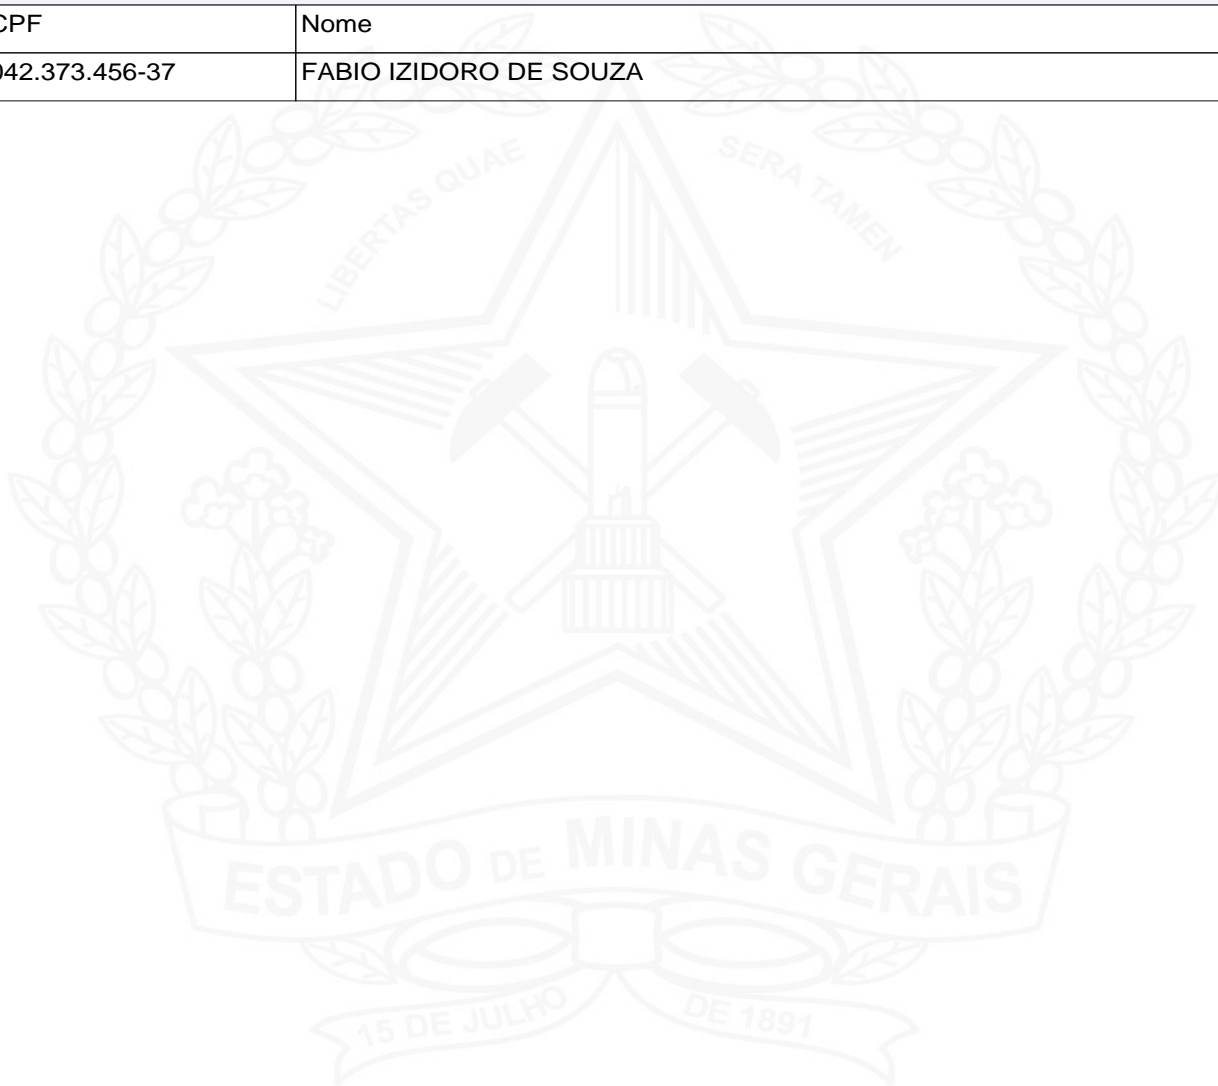 CPF Nome
042.373.456-37 FABIO IZIDORO DE SOUZA
LIBERTAS QUAE SERA TAMEN
ESTADO DE MINAS GERAIS
15 DE JULHO DE 1891